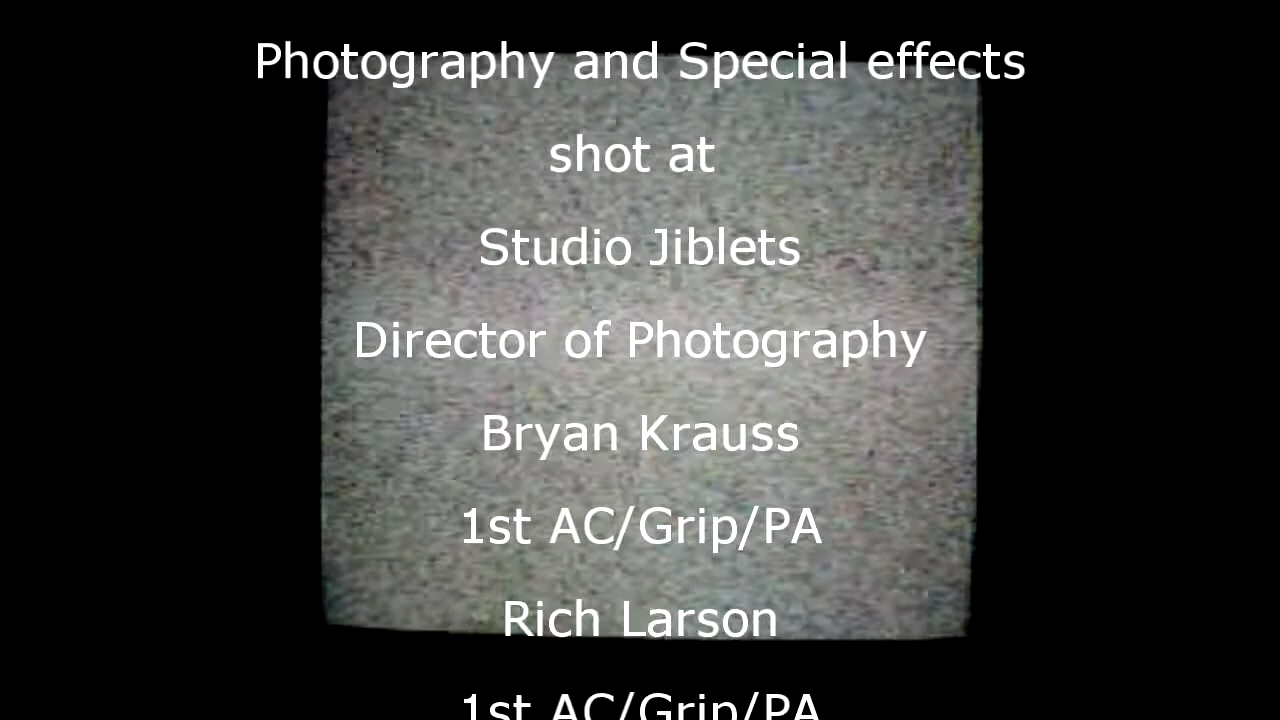 Photography and Special effects
shot at
Studio Jiblets
Director of Photography
Bryan Krauss
1st AC/Grip/PA
Rich Larson
1st AC/Grip/PA